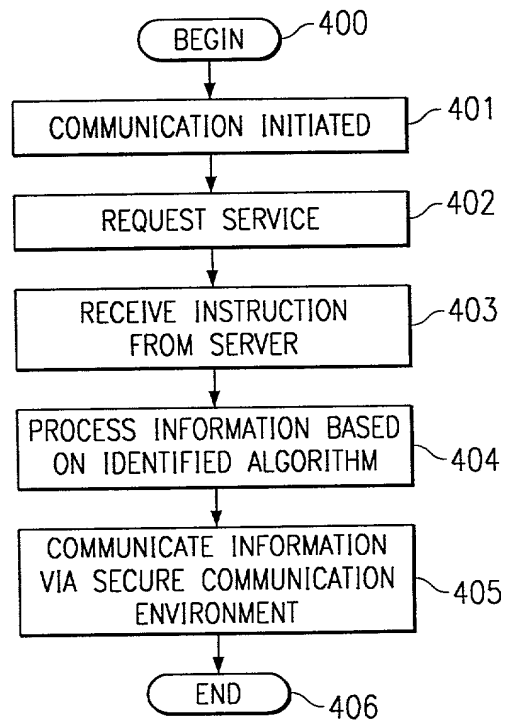 BEGIN
400
COMMUNICATION INITIATED
401
REQUEST SERVICE
402
RECEIVE INSTRUCTION
FROM SERVER
403
PROCESS INFORMATION BASED
ON IDENTIFIED ALGORITHM
404
COMMUNICATE INFORMATION
VIA SECURE COMMUNICATION
ENVIRONMENT
405
END
406